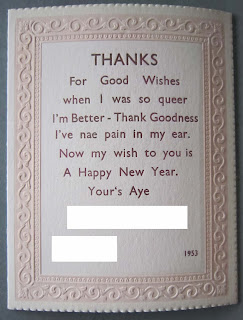 THANKS
For Good Wishes
when I was so queer
I'm Better - Thank Goodness
I've nae pain in my ear.
Now my wish to you is
A Happy New Year.
Your's Aye
1953